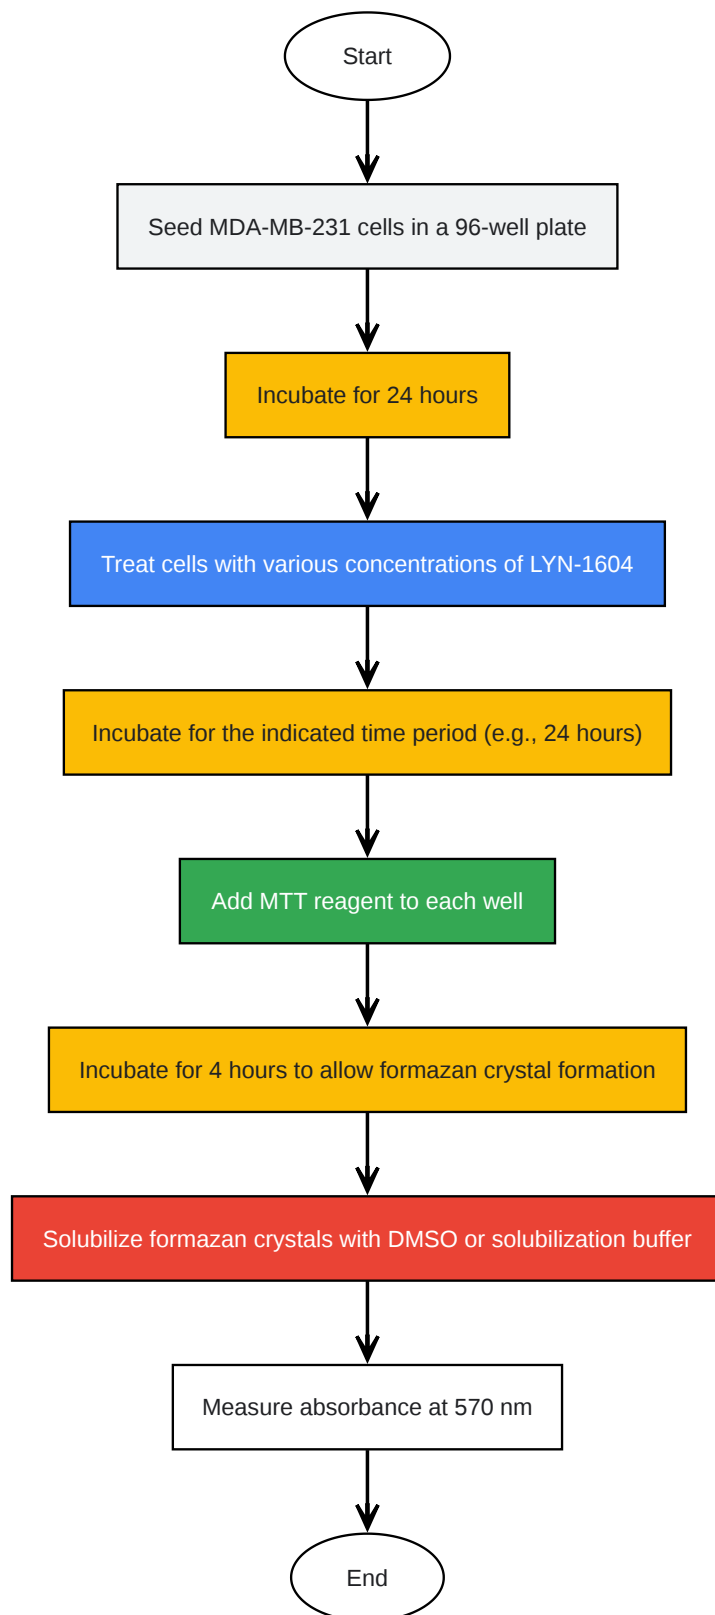 Start
Seed MDA-MB-231 cells in a 96-well plate
Incubate for 24 hours
Treat cells with various concentrations of LYN-1604
Incubate for the indicated time period (e.g., 24 hours)
Add MTT reagent to each well
Incubate for 4 hours to allow formazan crystal formation
Solubilize formazan crystals with DMSO or solubilization buffer
Measure absorbance at 570 nm
End